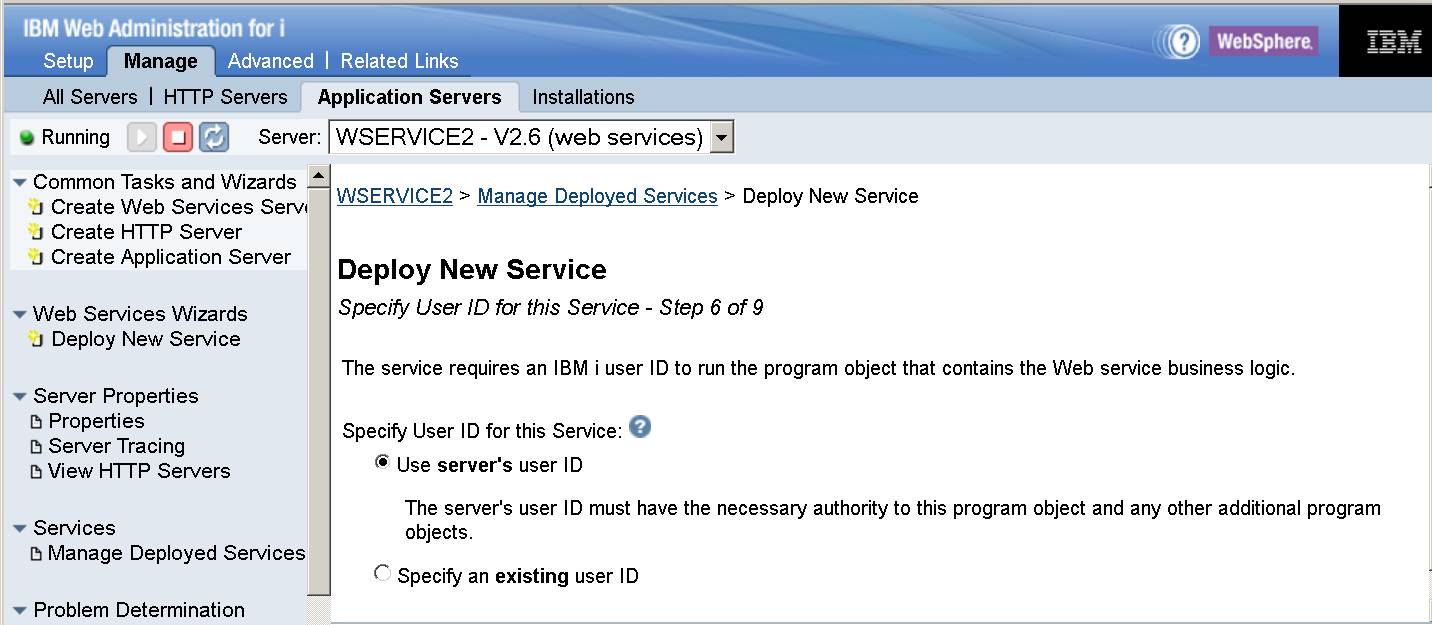 IBM Web Administration for i
WebSphere.
IBM
Setup Manage Advanced | Related Links
All Servers | HTTP Servers Application Servers Installations
Running Server: WSERVICE2 - V2.6 (web services)
Common Tasks and Wizards
Create Web Services Serv
Create HTTP Server
Create Application Server
Web Services Wizards
Deploy New Service
Server Properties
Properties
Server Tracing
View HTTP Servers
Services
Manage Deployed Services
Problem Determination
WSERVICE2 > Manage Deployed Services > Deploy New Service
Deploy New Service
Specify User ID for this Service - Step 6 of 9
The service requires an IBM i user ID to run the program object that contains the Web service business logic.
Specify User ID for this Service: ?
Use server's user ID
The server's user ID must have the necessary authority to this program object and any other additional program
objects.
Specify an existing user ID